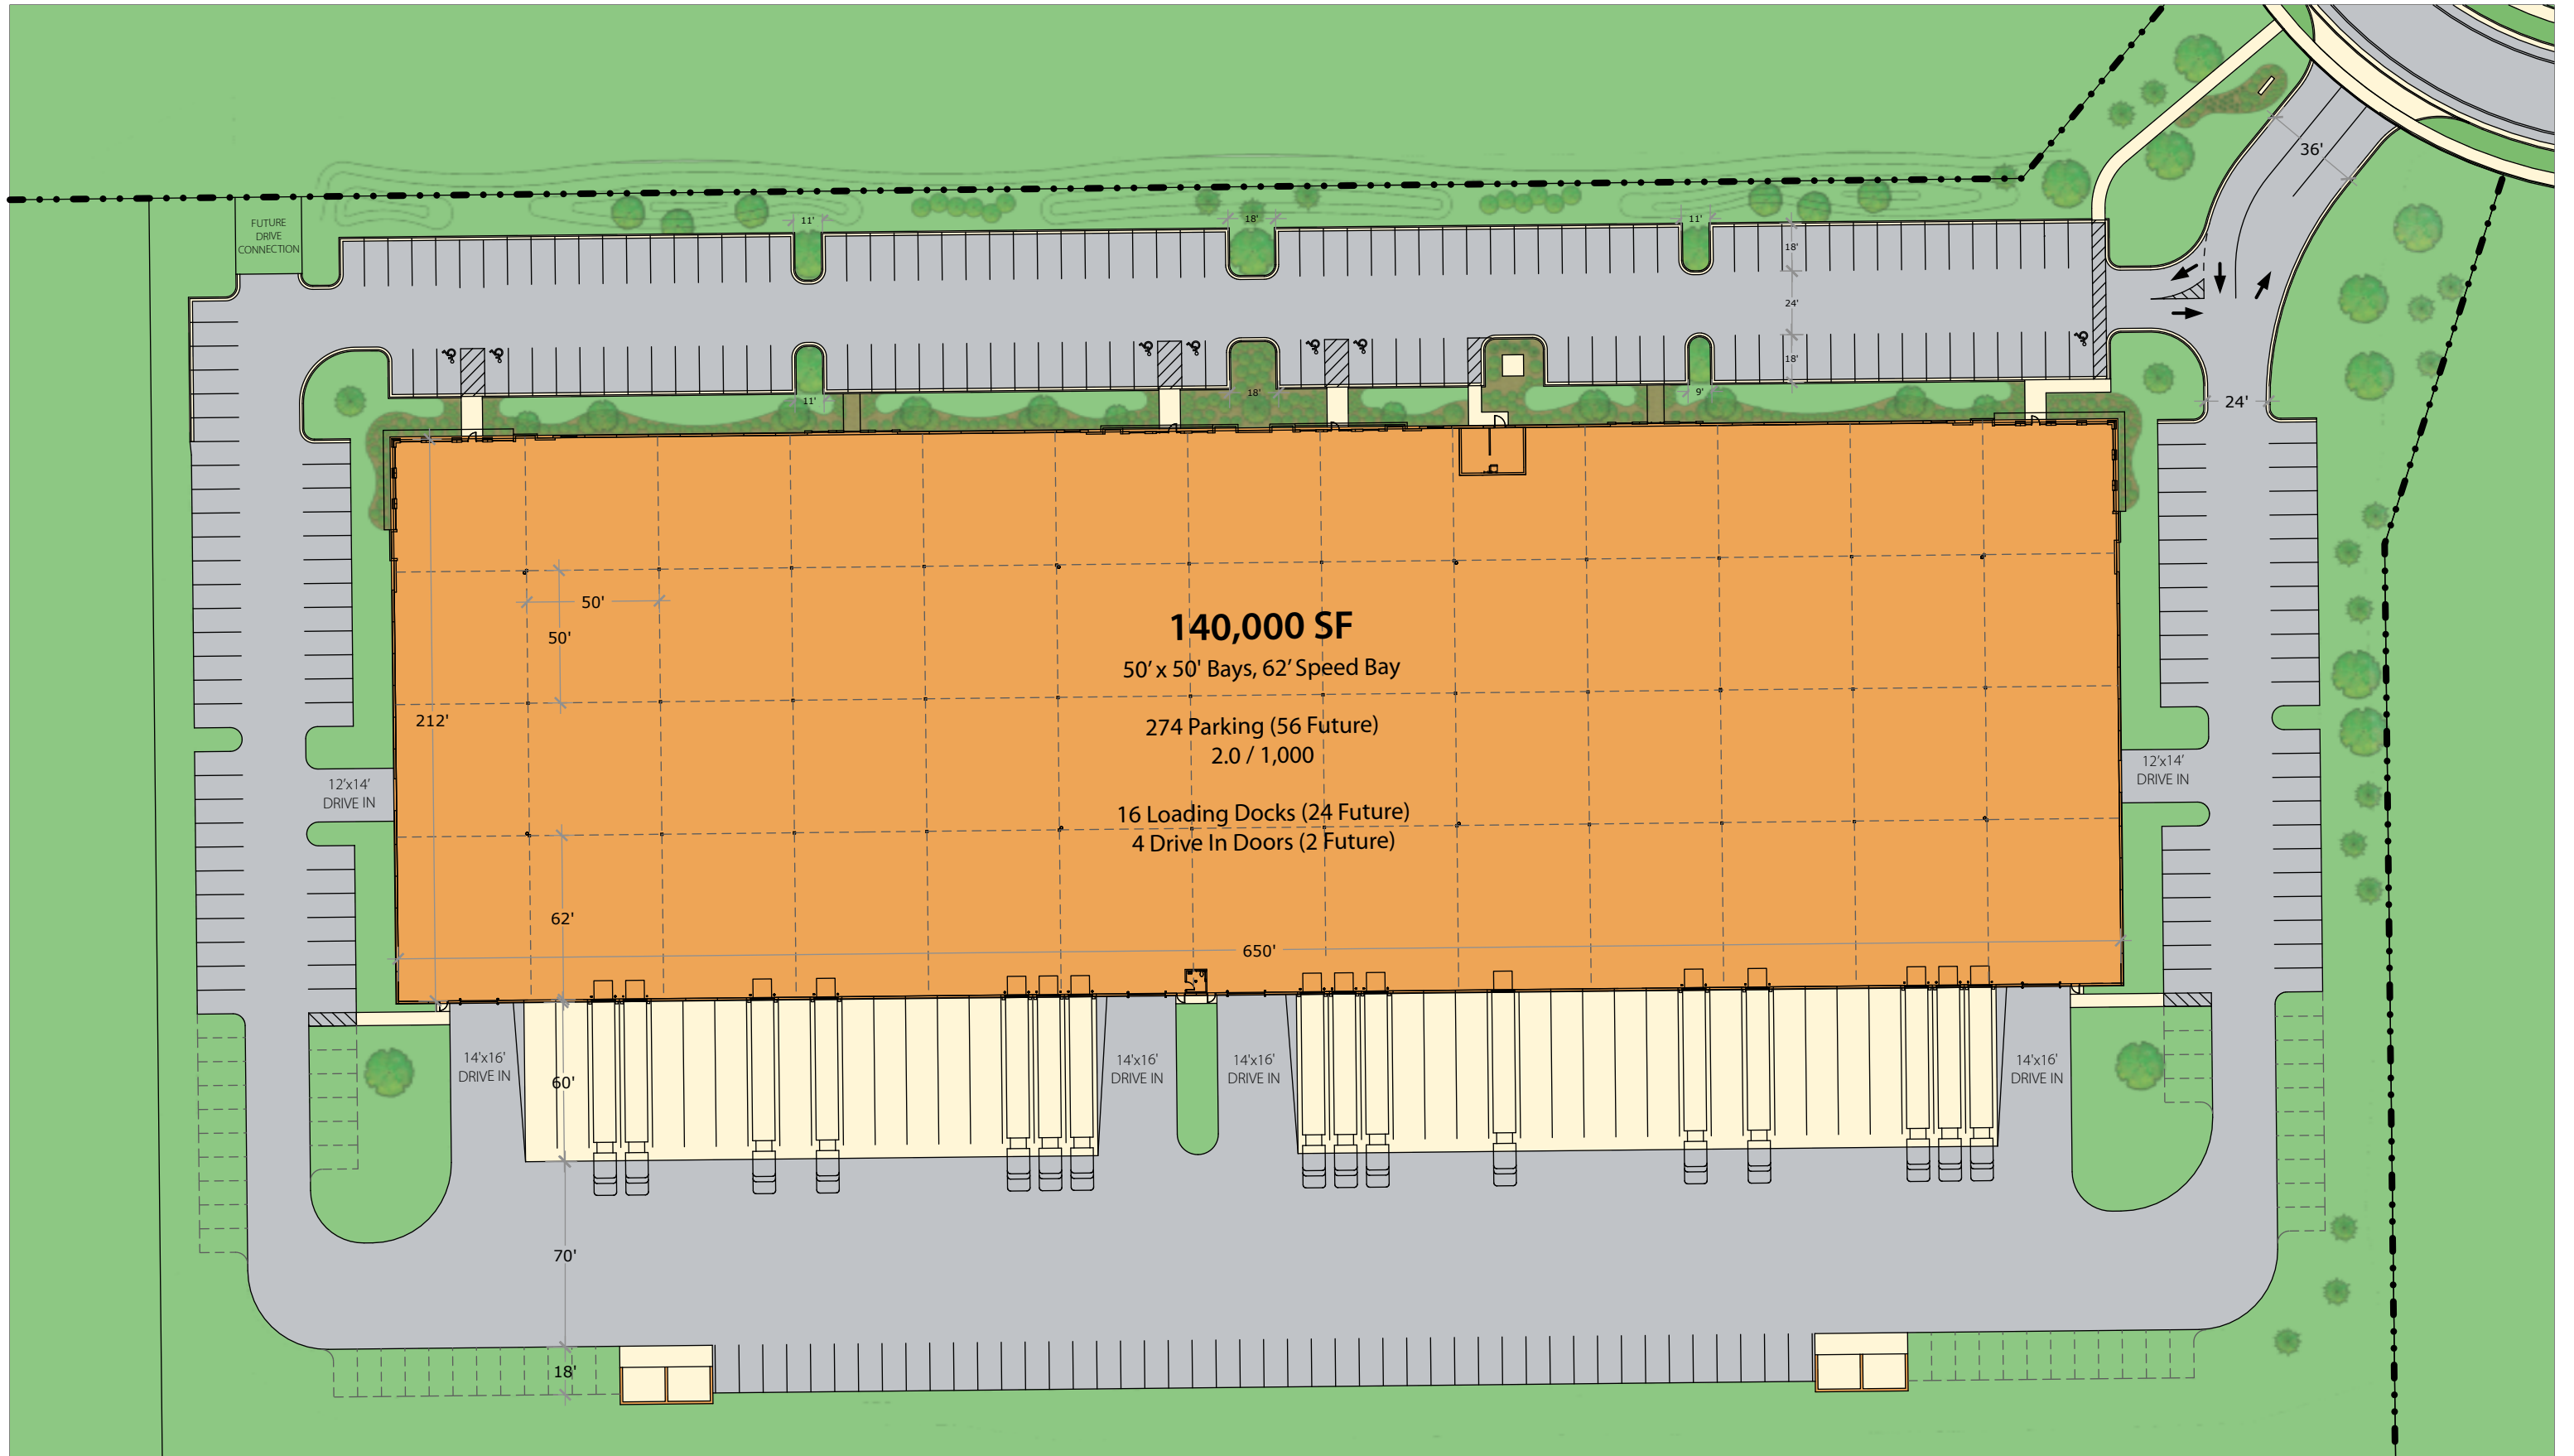 36'
FUTURE
DRIVE
CONNECTION
11'
18'
11'
18'
24'
18'
11'
18'
9'
24'
50'
50'
140,000 SF
50' x 50' Bays, 62' Speed Bay
212'
274 Parking (56 Future)
2.0 / 1,000
12'x14'
DRIVE IN
12'x14'
DRIVE IN
16 Loading Docks (24 Future)
4 Drive In Doors (2 Future)
62'
650'
14'x16'
DRIVE IN
60'
14'x16'
DRIVE IN
14'x16'
DRIVE IN
14'x16'
DRIVE IN
70'
18'